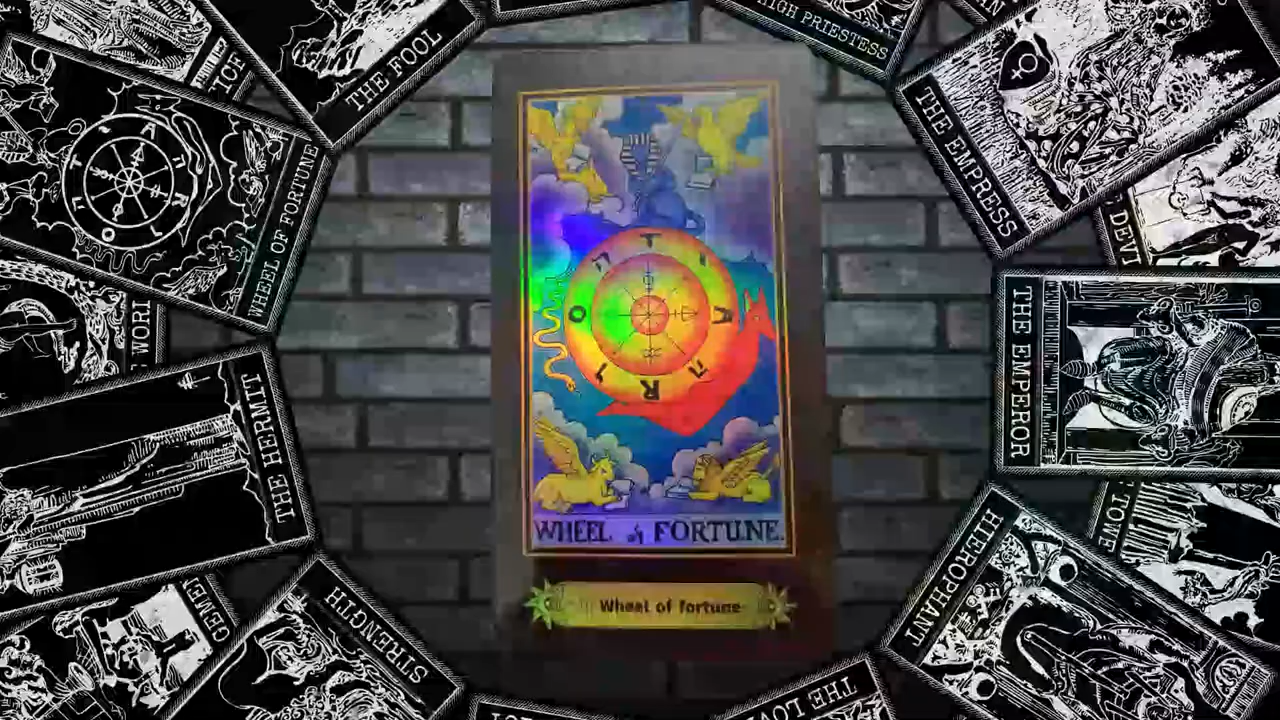 THE FOOL
HIGH PRIESTESS
THE EMPRESS
WHEEL OF FORTUNE
THE EMPEROR
THE HERMIT
HIEROPHANT
STRENGTH
T
A
R
O
WHEEL of FORTUNE.
Wheel of fortune